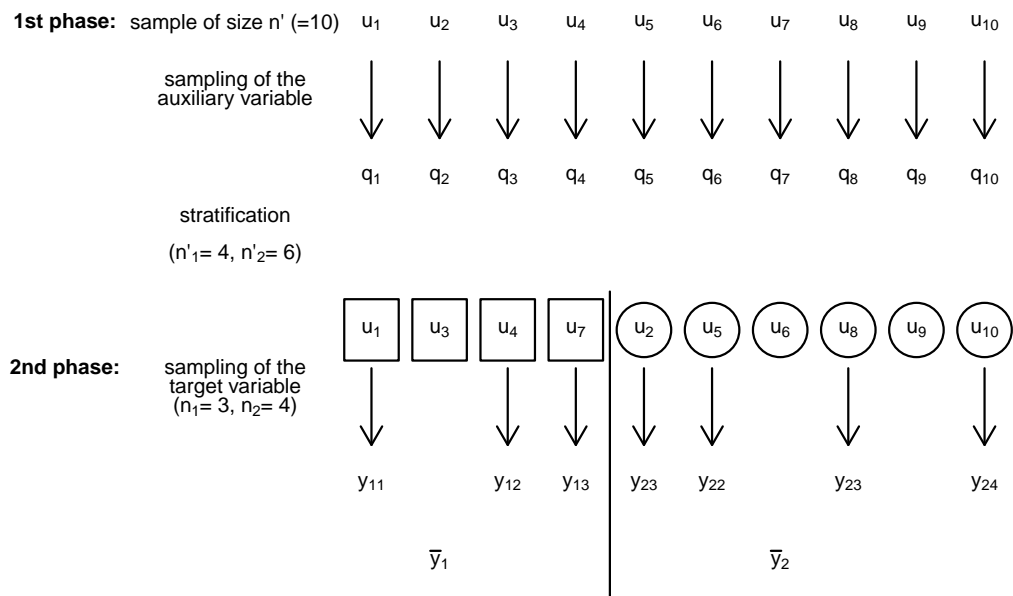 1st phase: sample of size n' (=10) u₁ u₂ u₃ u₄ u₅ u₆ u₇ u₈ u₉ u₁₀
sampling of the
auxiliary variable
q₁ q₂ q₃ q₄ q₅ q₆ q₇ q₈ q₉ q₁₀
stratification
(n'₁= 4, n'₂= 6)
u₁ u₃ u₄ u₇ u₂ u₅ u₆ u₈ u₉ u₁₀
2nd phase: sampling of the
target variable
(n₁= 3, n₂= 4)
y₁₁ y₁₂ y₁₃ y₂₃ y₂₂ y₂₃ y₂₄
y̅₁ y̅₂